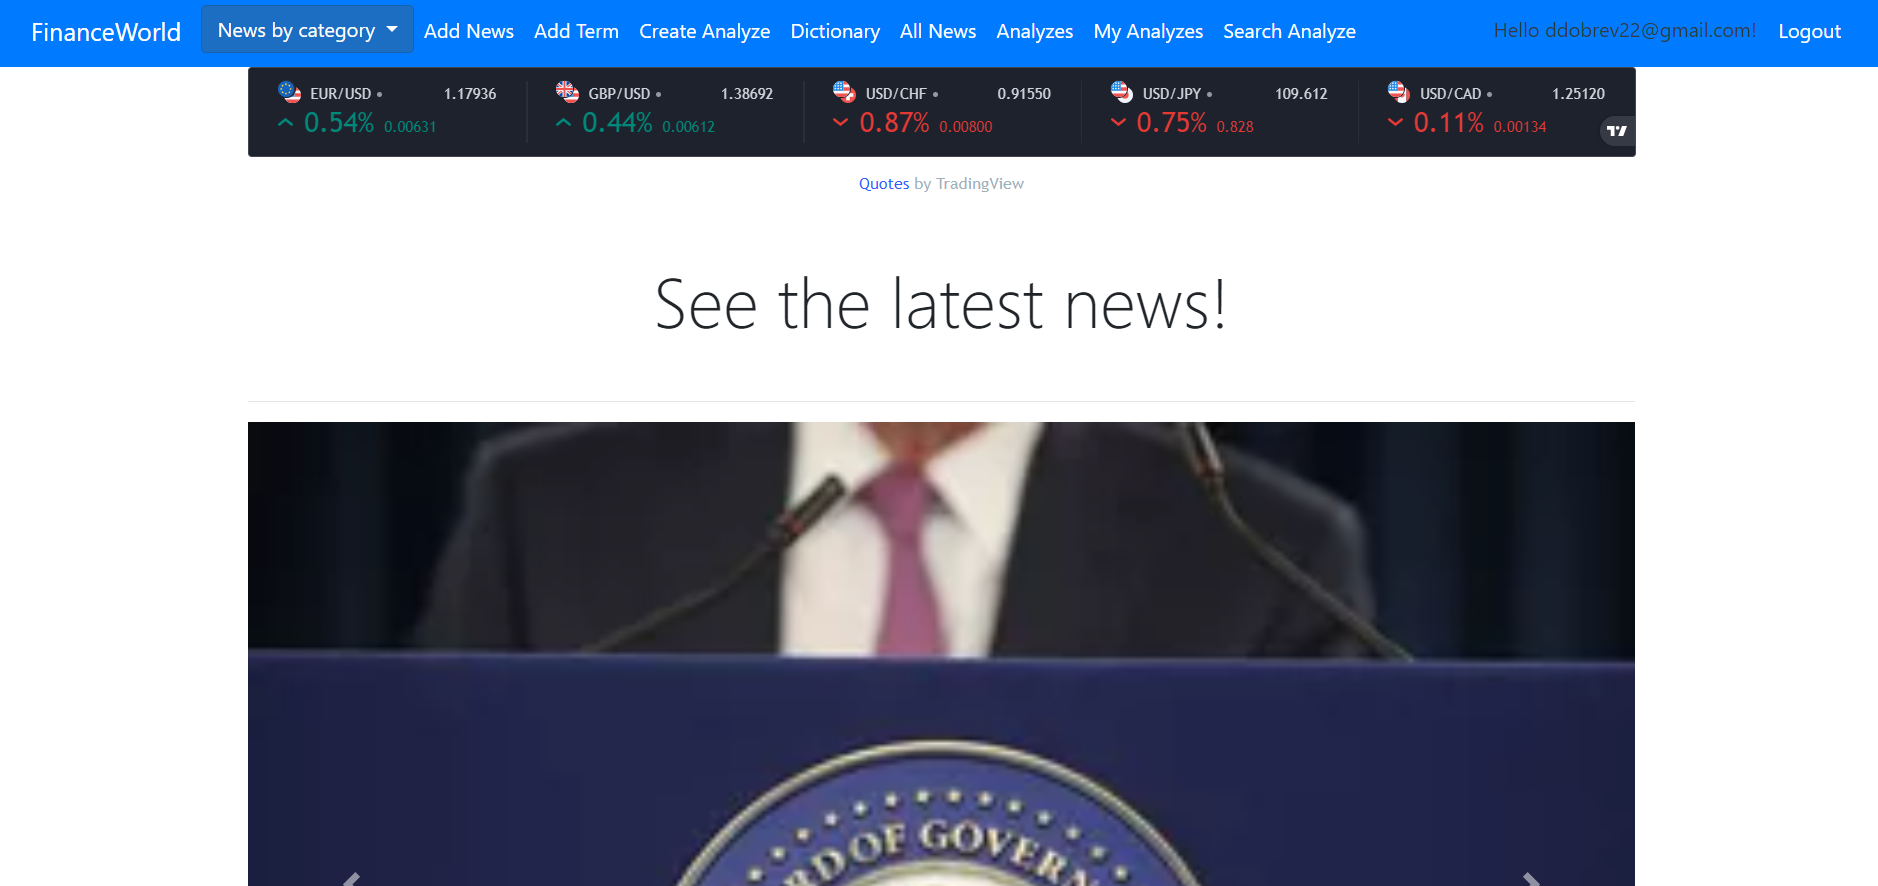 FinanceWorld News by category Add News Add Term Create Analyze Dictionary All News Analyzes My Analyzes Search Analyze Hello ddobrev22@gmail.com! Logout
EUR/USD 1.17936 GBP/USD 1.38692 USD/CHF 0.91550 USD/JPY 109.612 USD/CAD 1.25120
0.54% 0.00631 0.44% 0.00612 0.87% 0.00800 0.75% 0.828 0.11% 0.00134
Quotes by TradingView
See the latest news!
RD OF GOVERN